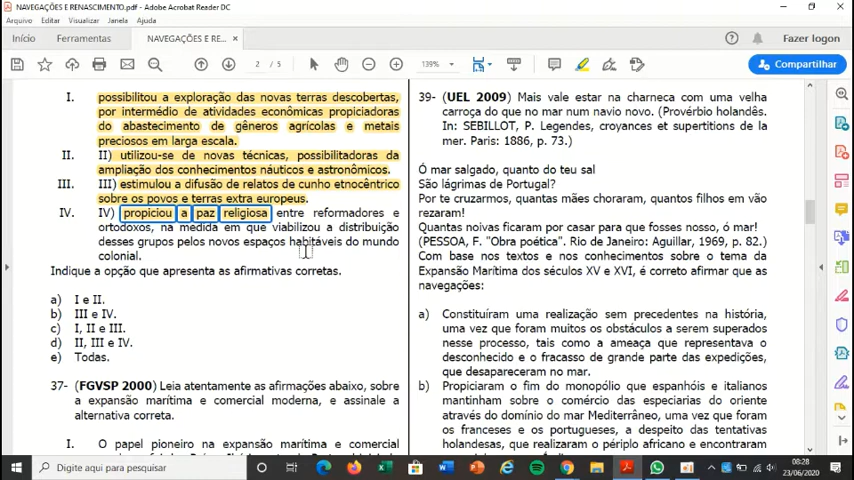 NAVEGAÇÕES E RENASCIMENTO.pdf - Adobe Acrobat Reader DC
Arquivo Editar Visualizar Janela Ajuda
Início Ferramentas NAVEGAÇÕES E RE... × Fazer logon
2 / 5 139% Compartilhar
I. possibilitou a exploração das novas terras descobertas,
por intermédio de atividades econômicas propiciadoras
do abastecimento de gêneros agrícolas e metais
preciosos em larga escala.
II. II) utilizou-se de novas técnicas, possibilitadoras da
ampliação dos conhecimentos náuticos e astronômicos.
III. III) estimulou a difusão de relatos de cunho etnocêntrico
sobre os povos e terras extra europeus.
IV. IV) propiciou a paz religiosa entre reformadores e
ortodoxos, na medida em que viabilizou a distribuição
desses grupos pelos novos espaços habitáveis do mundo
colonial.
Indique a opção que apresenta as afirmativas corretas.
a) I e II.
b) III e IV.
c) I, II e III.
d) II, III e IV.
e) Todas.
37- (FGVSP 2000) Leia atentamente as afirmações abaixo, sobre
a expansão marítima e comercial moderna, e assinale a
alternativa correta.
I. O papel pioneiro na expansão marítima e comercial
39- (UEL 2009) Mais vale estar na charneca com uma velha
carroça do que no mar num navio novo. (Provérbio holandês.
In: SEBILLOT, P. Legendes, croyances et supertitions de la
mer. Paris: 1886, p. 73.)
Ó mar salgado, quanto do teu sal
São lágrimas de Portugal?
Por te cruzarmos, quantas mães choraram, quantos filhos em vão
rezaram!
Quantas noivas ficaram por casar para que fosses nosso, ó mar!
(PESSOA, F. "Obra poética". Rio de Janeiro: Aguillar, 1969, p. 82.)
Com base nos textos e nos conhecimentos sobre o tema da
Expansão Marítima dos séculos XV e XVI, é correto afirmar que as
navegações:
a) Constituíram uma realização sem precedentes na história,
uma vez que foram muitos os obstáculos a serem superados
nesse processo, tais como a ameaça que representava o
desconhecido e o fracasso de grande parte das expedições,
que desapareceram no mar.
b) Propiciaram o fim do monopólio que espanhóis e italianos
mantinham sobre o comércio das especiarias do oriente
através do domínio do mar Mediterrâneo, uma vez que foram
os franceses e os portugueses, a despeito das tentativas
holandesas, que realizaram o périplo africano e encontraram
Digite aqui para pesquisar
08:28
23/06/2020